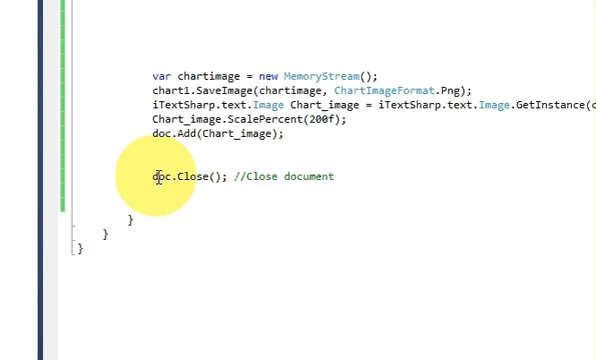 var chartimage = new MemoryStream();
chart1.SaveImage(chartimage, ChartImageFormat.Png);
iTextSharp.text.Image Chart_image = iTextSharp.text.Image.GetInstance(
Chart_image.ScalePercent(200f);
doc.Add(Chart_image);
doc.Close(); //Close document
}
}
}